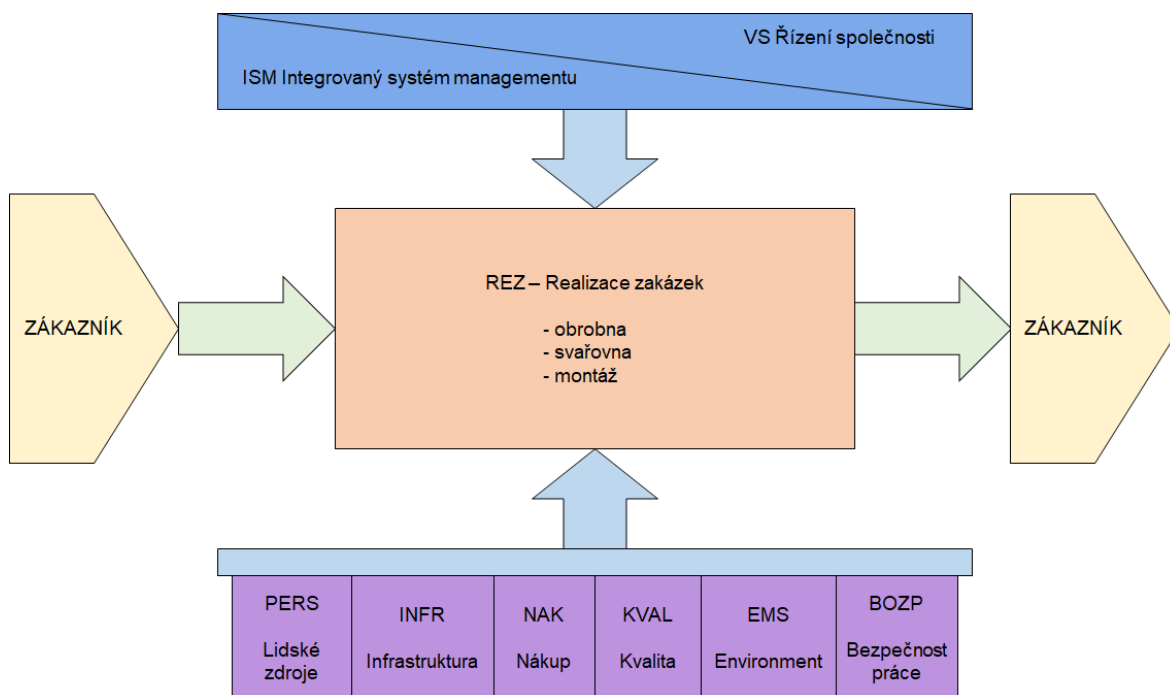 VS Řízení společnosti
ISM Integrovaný systém managementu
ZÁKAZNÍK
REZ – Realizace zakázek
- obrobna
- svařovna
- montáž
ZÁKAZNÍK
PERS
Lidské
zdroje
INFR
Infrastruktura
NAK
Nákup
KVAL
Kvalita
EMS
Environment
BOZP
Bezpečnost
práce